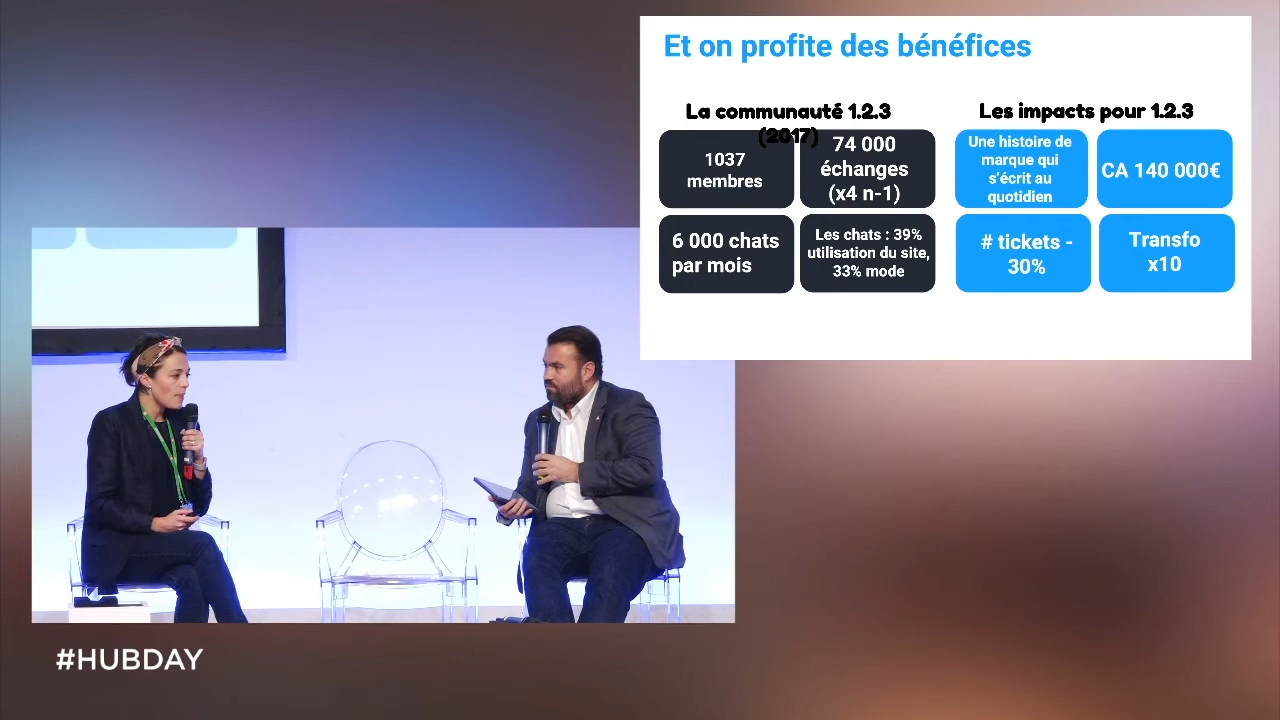 Et on profite des bénéfices
La communauté 1.2.3
(2017)
1037
membres
74 000
échanges
(x4 n-1)
6 000 chats
par mois
Les chats : 39%
utilisation du site,
33% mode
Les impacts pour 1.2.3
Une histoire de
marque qui
s'écrit au
quotidien
CA 140 000€
# tickets -
30%
Transfo
x10
#HUBDAY